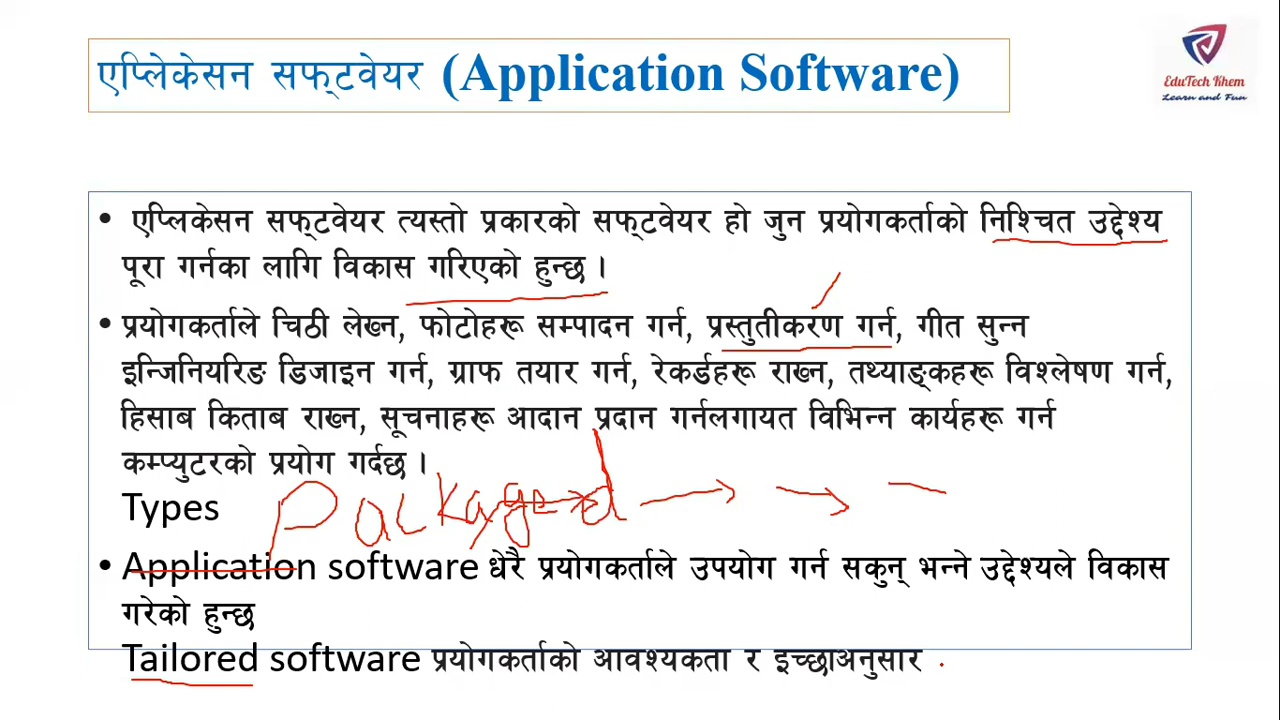 एप्लिकेसन सफ्टवेयर (Application Software)
EduTech Khem
Learn and Fun
• एप्लिकेसन सफ्टवेयर त्यस्तो प्रकारको सफ्टवेयर हो जुन प्रयोगकर्ताको निश्चित उद्देश्य
पूरा गर्नका लागि विकास गरिएको हुन्छ ।
• प्रयोगकर्ताले चिठी लेख्न, फोटोहरू सम्पादन गर्न, प्रस्तुतीकरण गर्न, गीत सुन्न
इन्जिनियरिङ डिजाइन गर्न, ग्राफ तयार गर्न, रेकर्डहरू राख्न, तथ्याङ्कहरू विश्लेषण गर्न,
हिसाब किताब राख्न, सूचनाहरू आदान प्रदान गर्नलगायत विभिन्न कार्यहरू गर्न
कम्प्युटरको प्रयोग गर्दछ ।
Types
Packaged
• Application software धेरै प्रयोगकर्ताले उपयोग गर्न सकुन् भन्ने उद्देश्यले विकास
गरेको हुन्छ
Tailored software प्रयोगकर्ताको आवश्यकता र इच्छाअनुसार